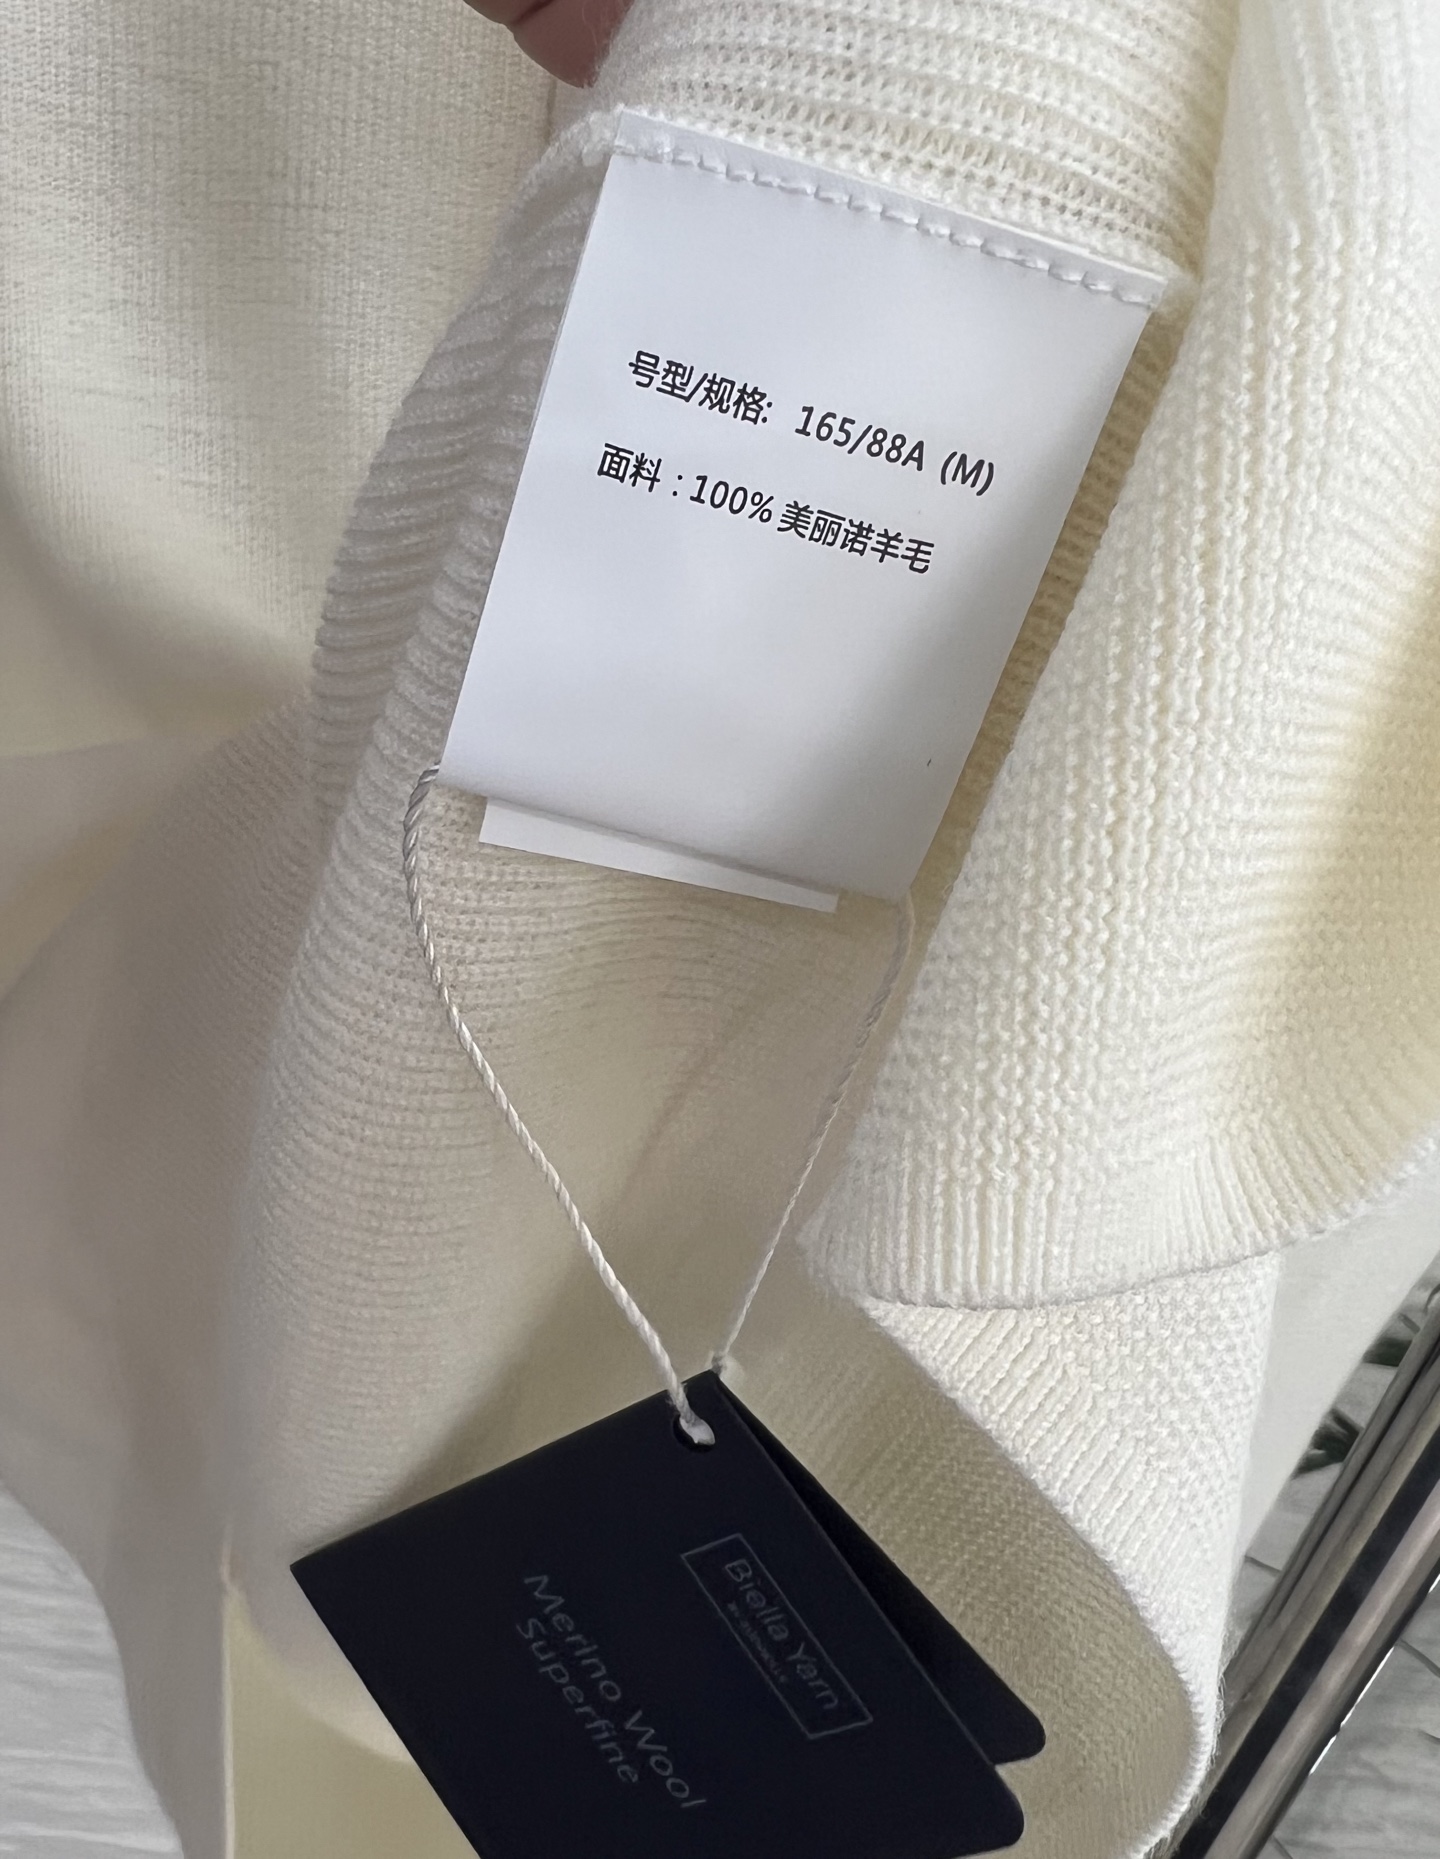 号型/规格: 165/88A (M)
面料 : 100% 美丽诺羊毛
Biella Yarn
Merino Wool
Superfine